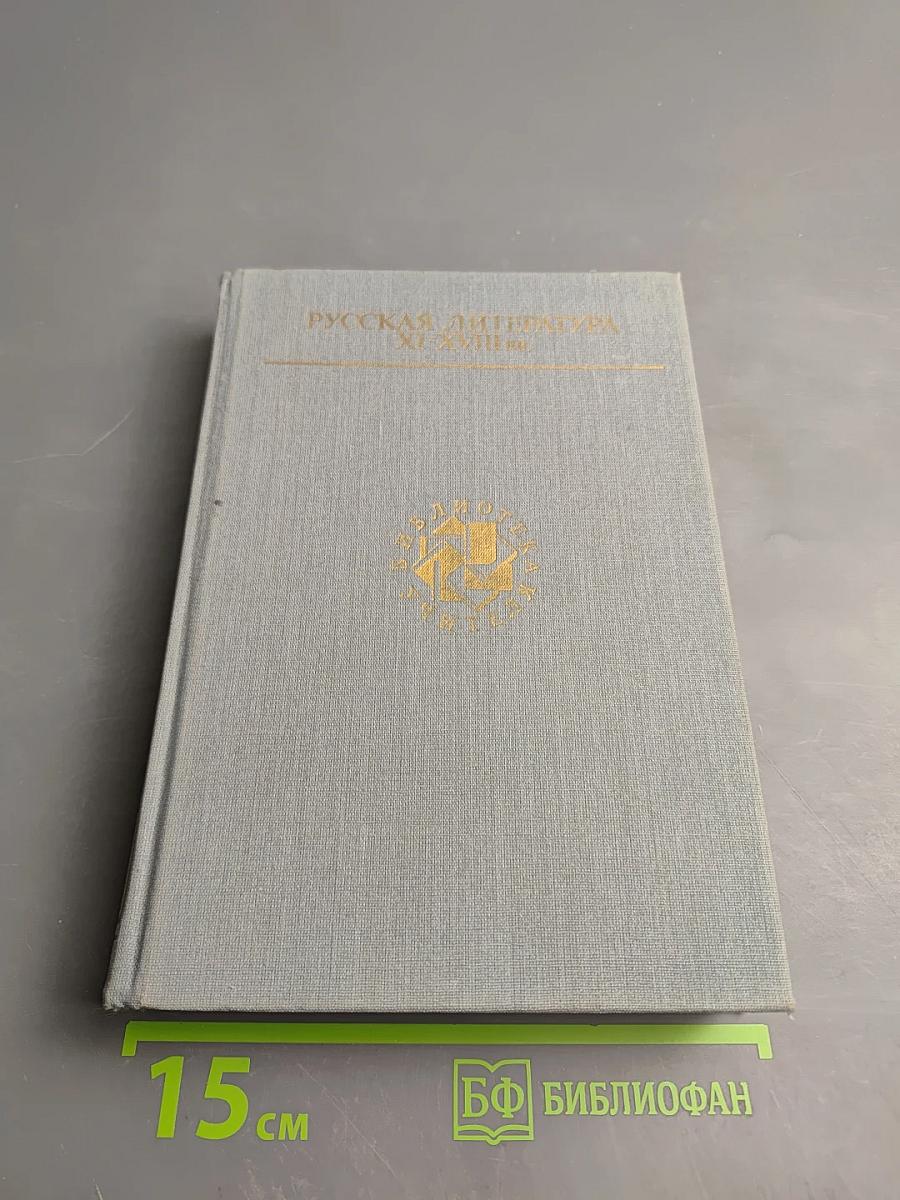 РУССКАЯ ЛИТЕРАТУРА
XI-XVIII вв.
БИБЛИОТЕКА
УЧИТЕЛЯ
15 см
БФ БИБЛИОФАН